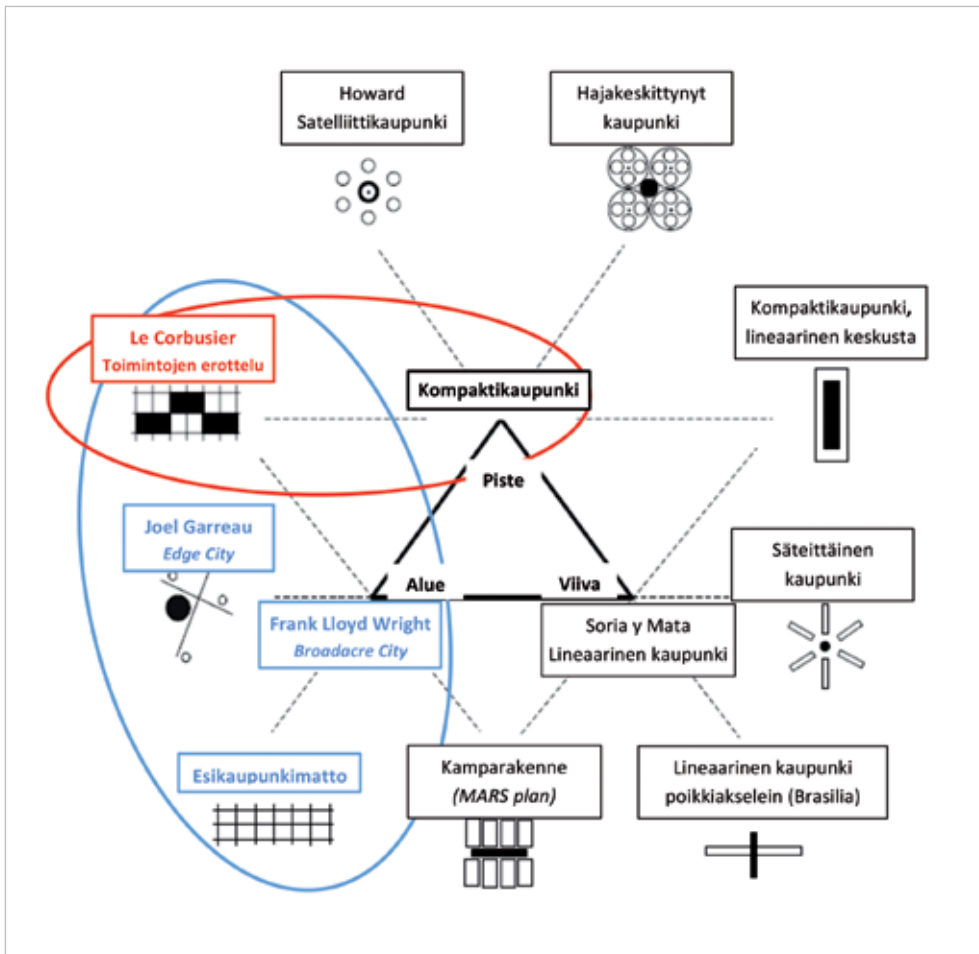 Howard
Satelliittikaupunki
Hajakeskittynyt
kaupunki
Le Corbusier
Toimintojen erottelu
Kompaktikaupunki,
lineaarinen keskusta
Kompaktikaupunki
Piste
Joel Garreau
Edge City
Alue
Viiva
Säteittäinen
kaupunki
Frank Lloyd Wright
Broadacre City
Soria y Mata
Lineaarinen kaupunki
Esikaupunkimatto
Kamparakenne
(MARS plan)
Lineaarinen kaupunki
poikkiakselein (Brasilia)